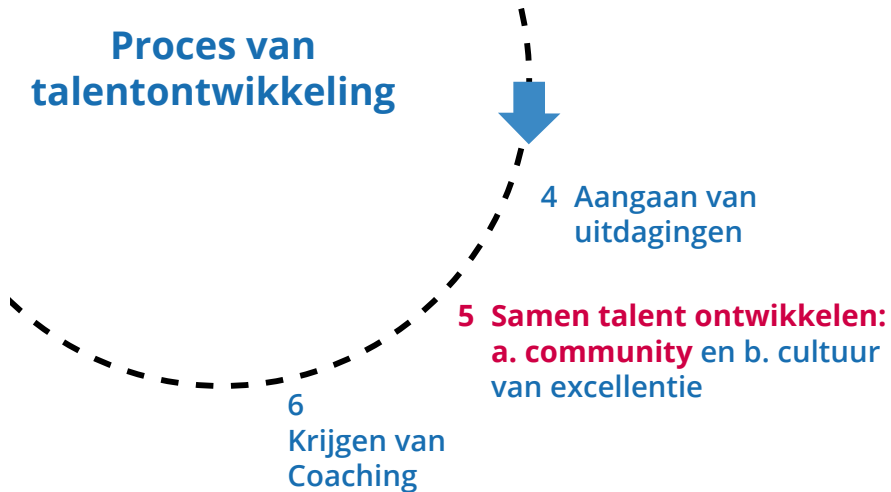 Proces van
talentontwikkeling
4 Aangaan van
uitdagingen
5 Samen talent ontwikkelen:
a. community en b. cultuur
van excellentie
6
Krijgen van
Coaching